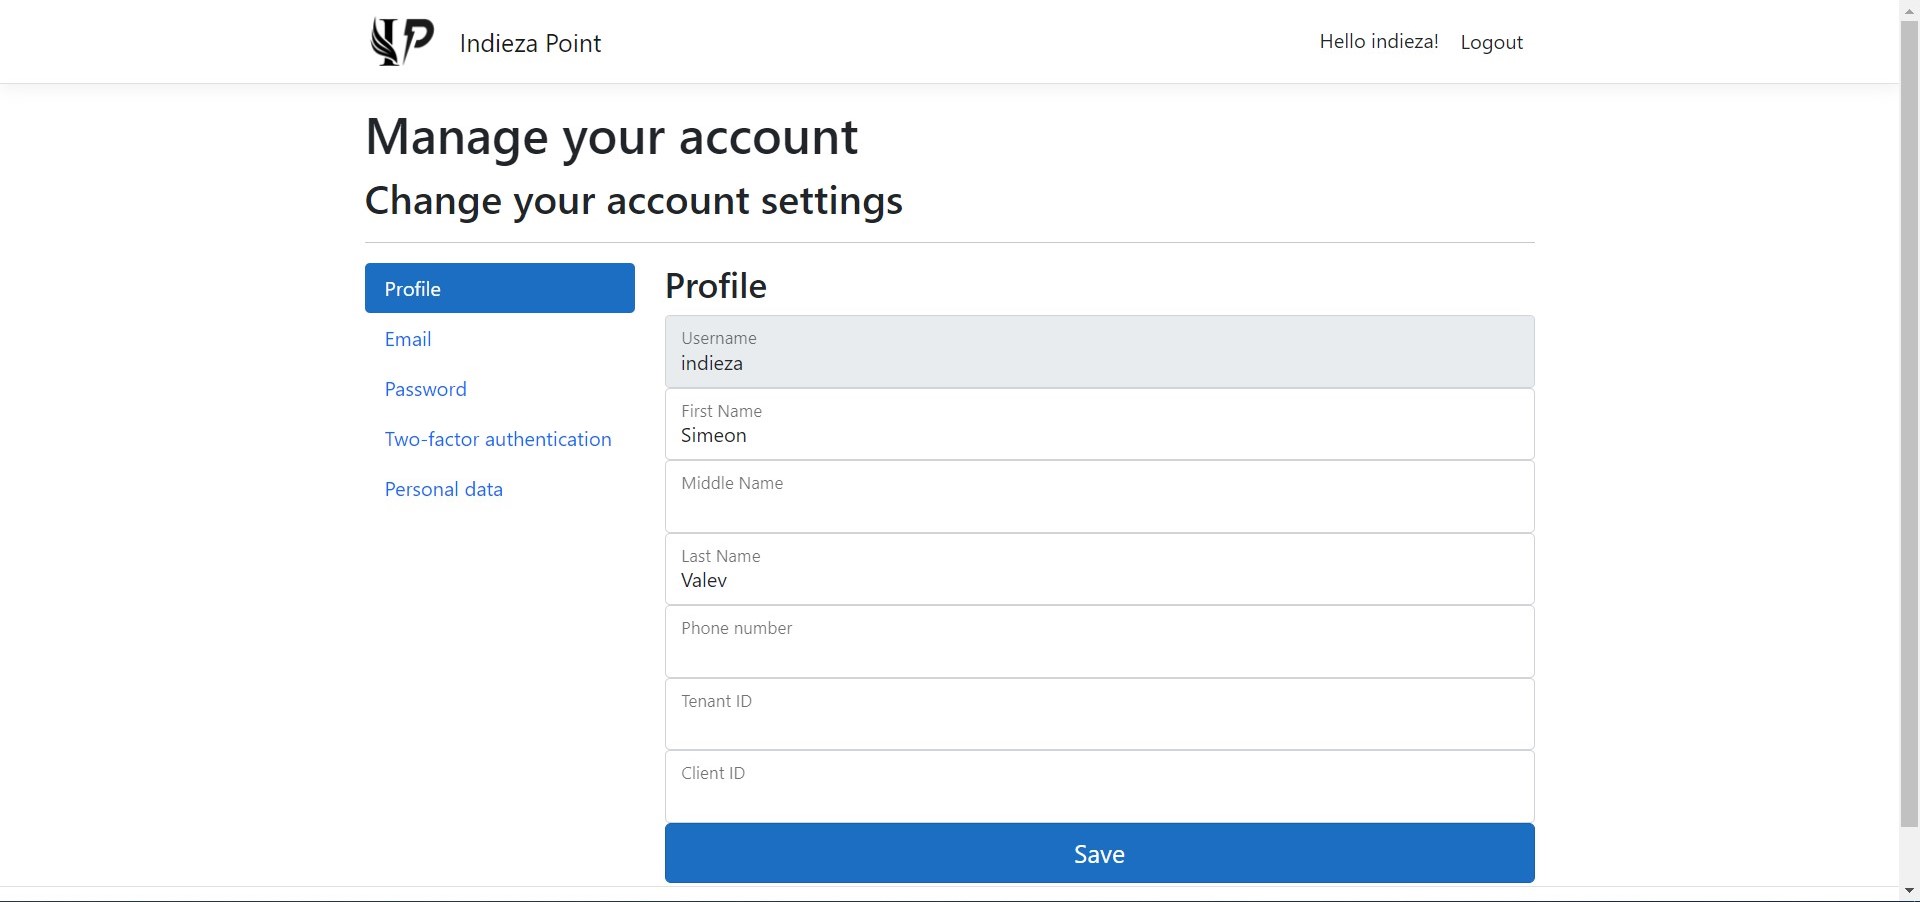 IP Indieza Point
Hello indieza! Logout
Manage your account
Change your account settings
Profile
Email
Password
Two-factor authentication
Personal data
Profile
Username
indieza
First Name
Simeon
Middle Name
Last Name
Valev
Phone number
Tenant ID
Client ID
Save